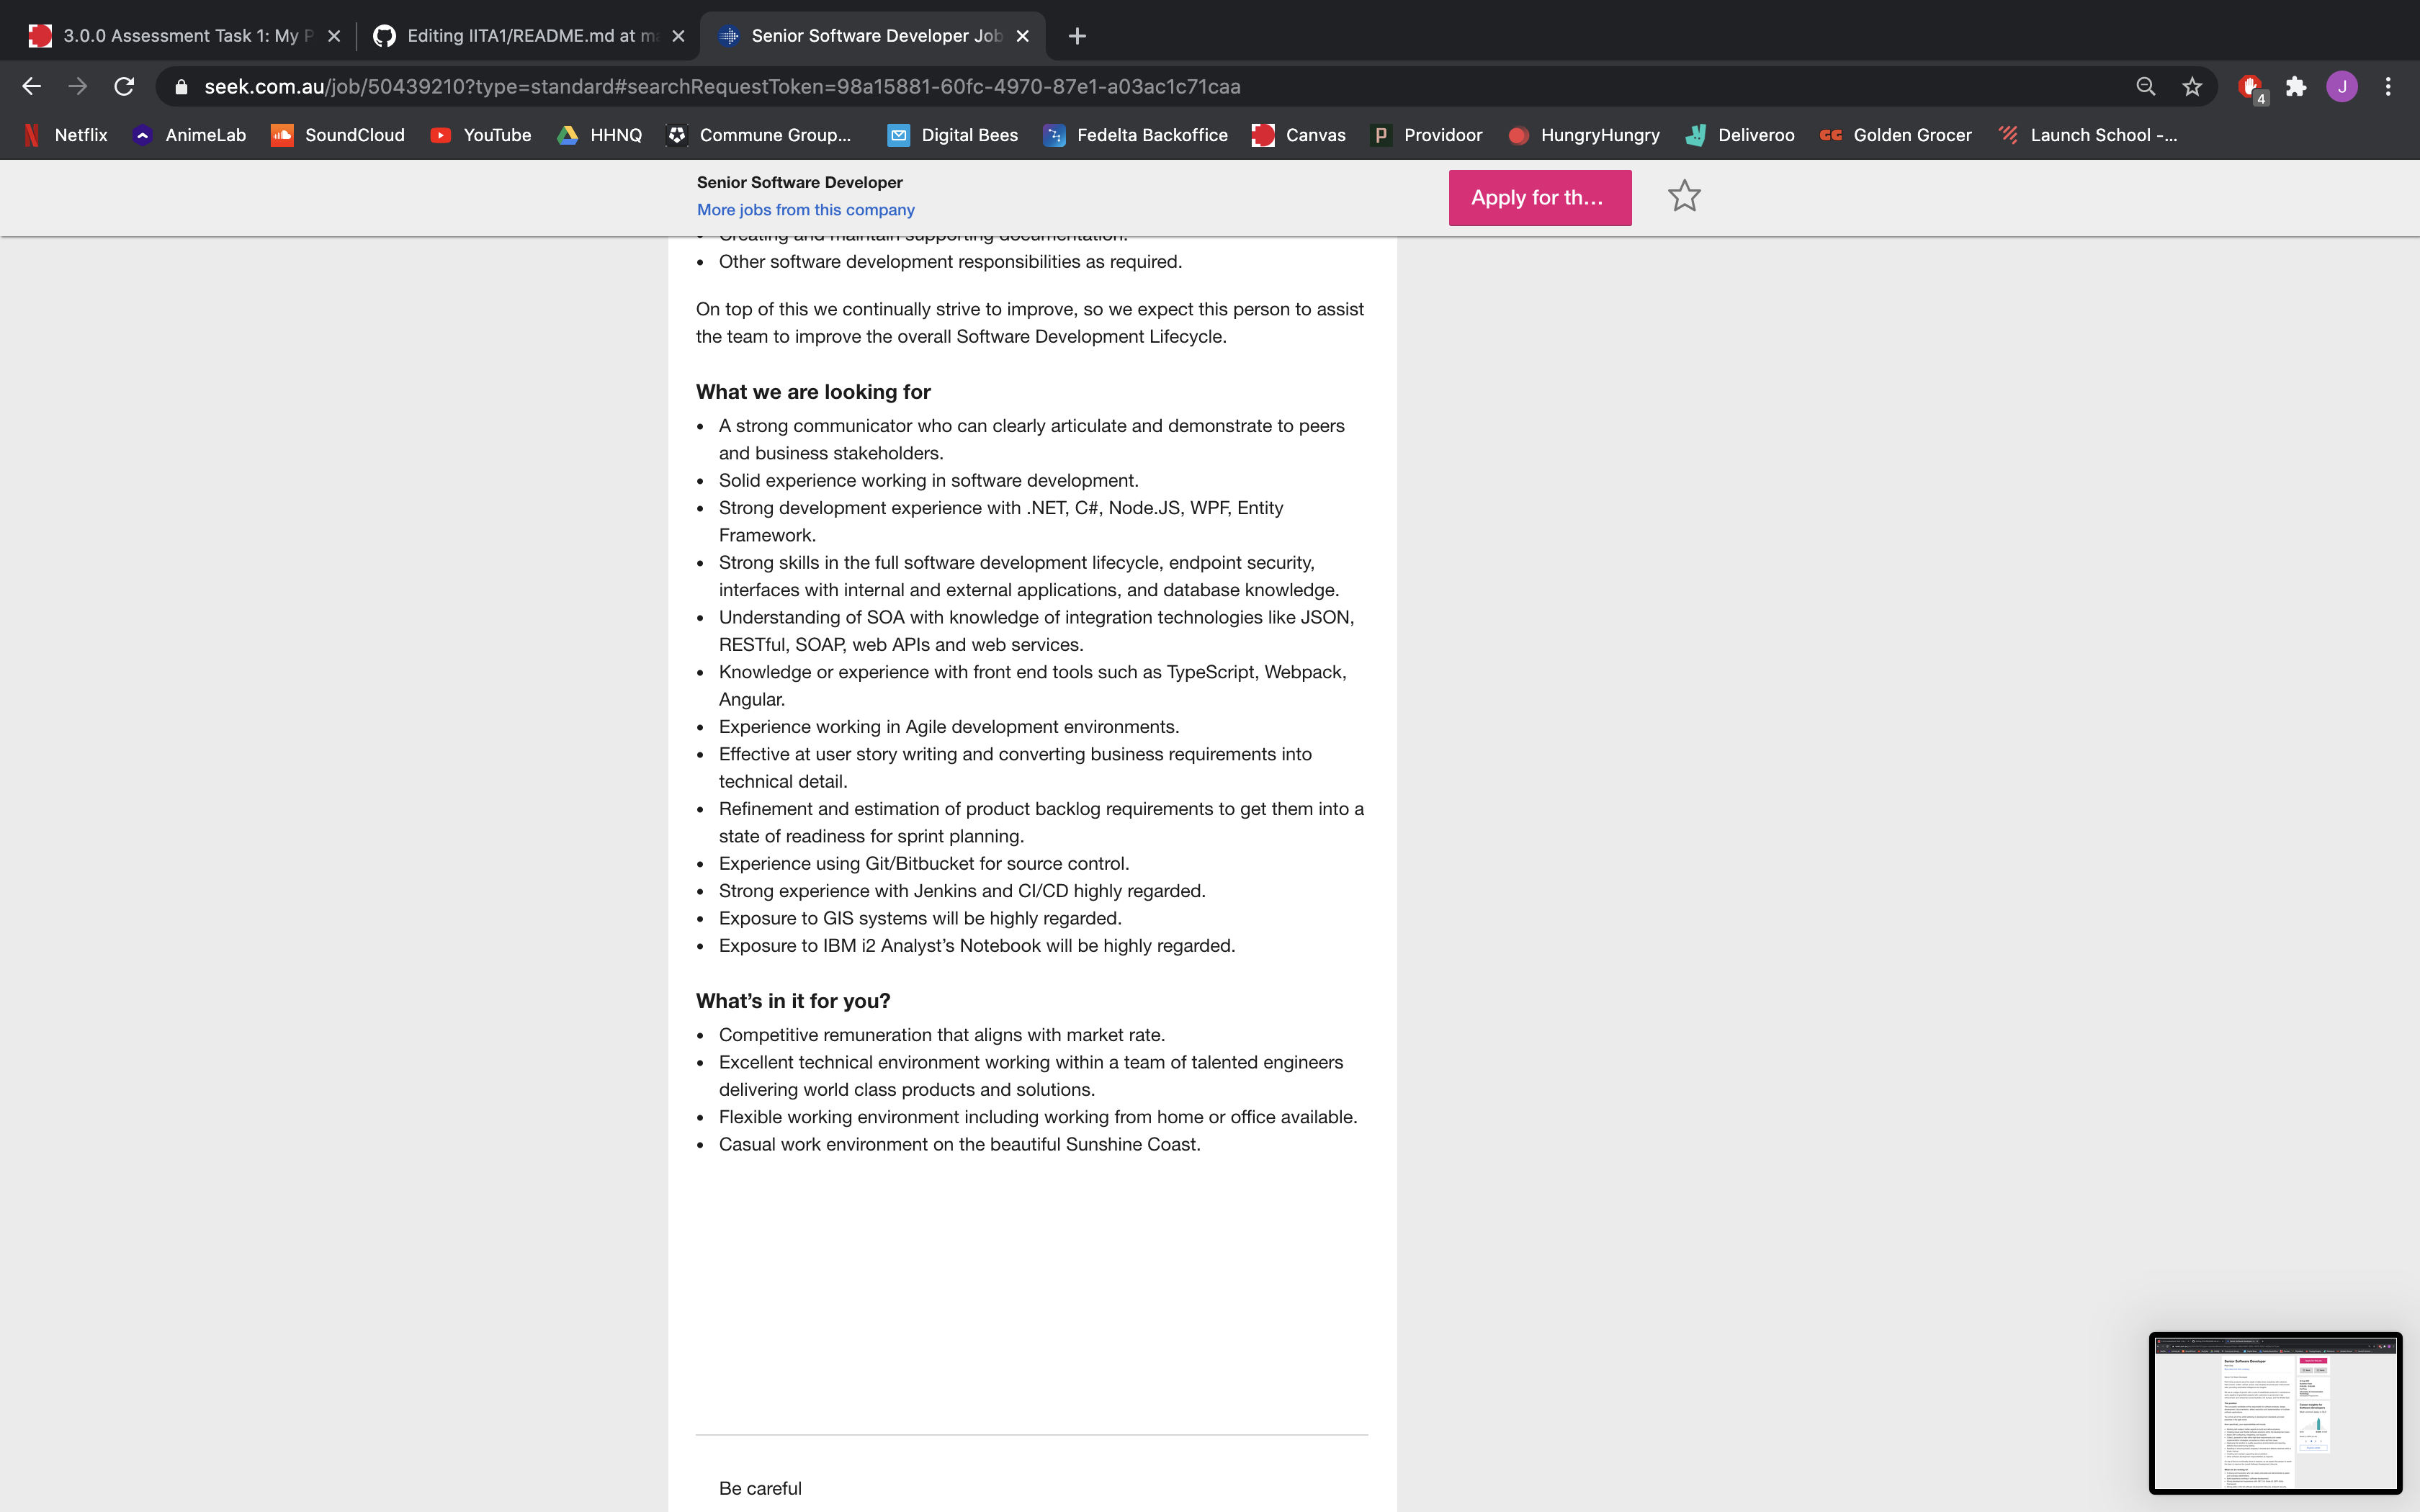 3.0.0 Assessment Task 1: My P
Editing IITA1/README.md at ma
Senior Software Developer Job
seek.com.au/job/50439210?type=standard#searchRequestToken=98a15881-60fc-4970-87e1-a03ac1c71caa
4
J
Netflix
AnimeLab
SoundCloud
YouTube
HHNQ
Commune Group...
Digital Bees
Fedelta Backoffice
Canvas
Providoor
HungryHungry
Deliveroo
Golden Grocer
Launch School -...
Senior Software Developer
More jobs from this company
Apply for th...
• Creating and maintain supporting documentation.
• Other software development responsibilities as required.
On top of this we continually strive to improve, so we expect this person to assist
the team to improve the overall Software Development Lifecycle.
What we are looking for
• A strong communicator who can clearly articulate and demonstrate to peers
and business stakeholders.
• Solid experience working in software development.
• Strong development experience with .NET, C#, Node.JS, WPF, Entity
Framework.
• Strong skills in the full software development lifecycle, endpoint security,
interfaces with internal and external applications, and database knowledge.
• Understanding of SOA with knowledge of integration technologies like JSON,
RESTful, SOAP, web APIs and web services.
• Knowledge or experience with front end tools such as TypeScript, Webpack,
Angular.
• Experience working in Agile development environments.
• Effective at user story writing and converting business requirements into
technical detail.
• Refinement and estimation of product backlog requirements to get them into a
state of readiness for sprint planning.
• Experience using Git/Bitbucket for source control.
• Strong experience with Jenkins and CI/CD highly regarded.
• Exposure to GIS systems will be highly regarded.
• Exposure to IBM i2 Analyst’s Notebook will be highly regarded.
What’s in it for you?
• Competitive remuneration that aligns with market rate.
• Excellent technical environment working within a team of talented engineers
delivering world class products and solutions.
• Flexible working environment including working from home or office available.
• Casual work environment on the beautiful Sunshine Coast.
Be careful
Senior Software Developer